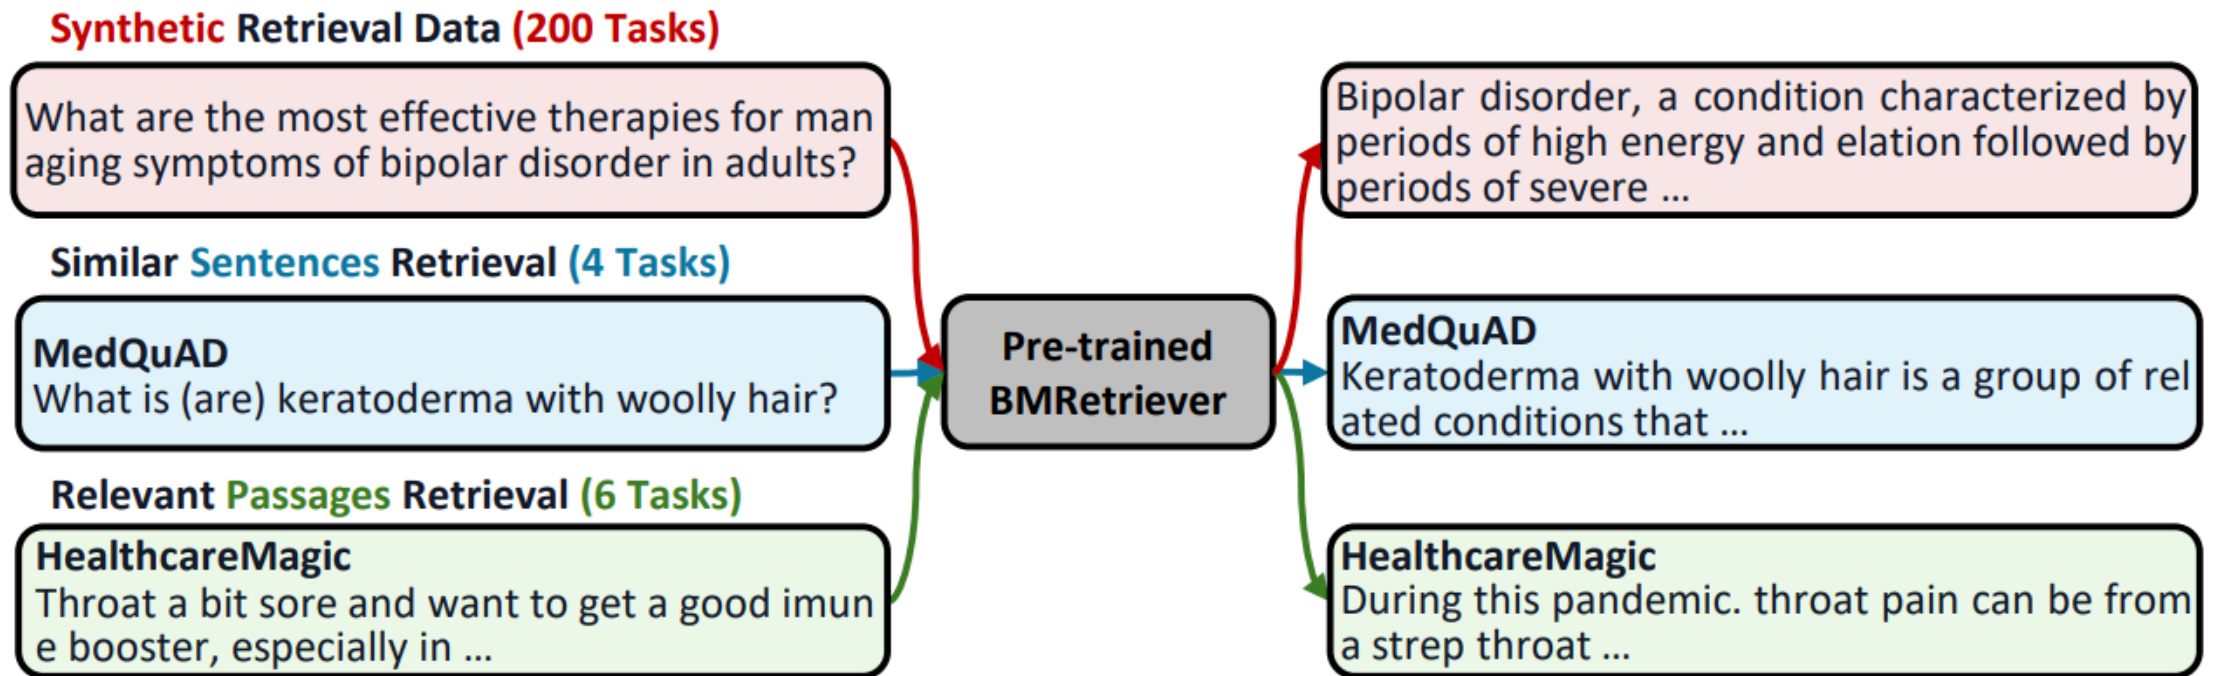 Synthetic Retrieval Data (200 Tasks)
What are the most effective therapies for man
aging symptoms of bipolar disorder in adults?
Bipolar disorder, a condition characterized by
periods of high energy and elation followed by
periods of severe ...
Similar Sentences Retrieval (4 Tasks)
MedQuAD
What is (are) keratoderma with woolly hair?
Pre-trained
BMRetriever
MedQuAD
Keratoderma with woolly hair is a group of rel
ated conditions that ...
Relevant Passages Retrieval (6 Tasks)
HealthcareMagic
Throat a bit sore and want to get a good imun
e booster, especially in ...
HealthcareMagic
During this pandemic. throat pain can be from
a strep throat ...